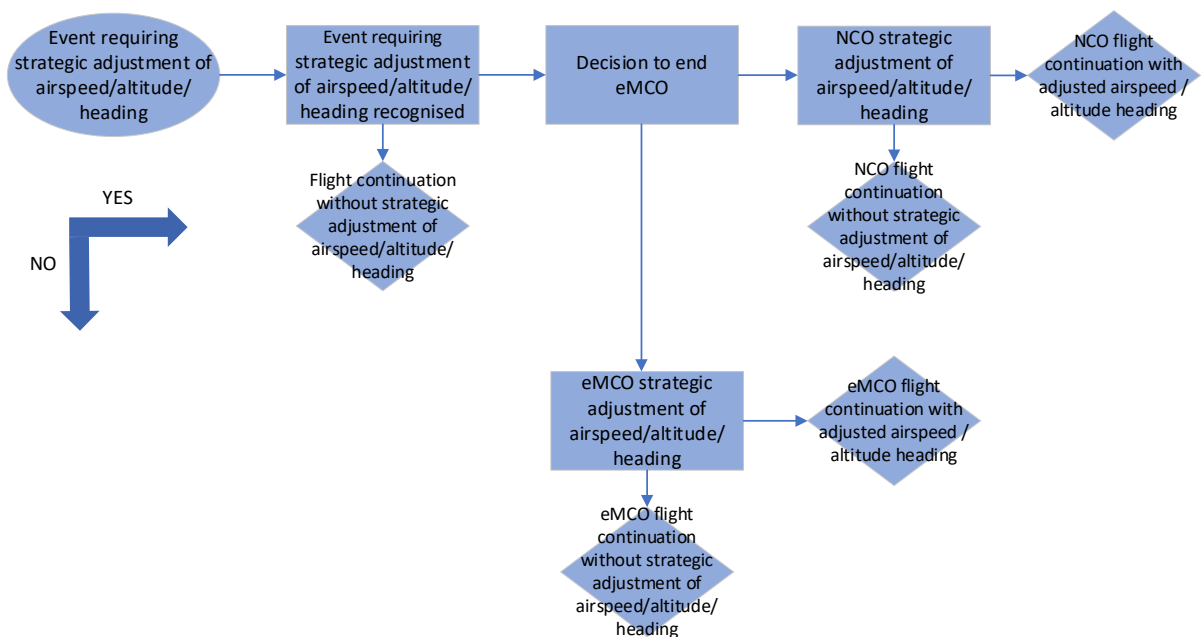 Event requiring
strategic adjustment of
airspeed/altitude/
heading
Event requiring
strategic adjustment
of airspeed/altitude/
heading recognised
Decision to end
eMCO
NCO strategic
adjustment of
airspeed/altitude/
heading
NCO flight
continuation with
adjusted airspeed /
altitude heading
Flight continuation
without strategic
adjustment of
airspeed/altitude/
heading
NCO flight
continuation
without strategic
adjustment of
airspeed/altitude/
heading
YES
NO
eMCO strategic
adjustment of
airspeed/altitude/
heading
eMCO flight
continuation with
adjusted airspeed /
altitude heading
eMCO flight
continuation
without strategic
adjustment of
airspeed/altitude/
heading